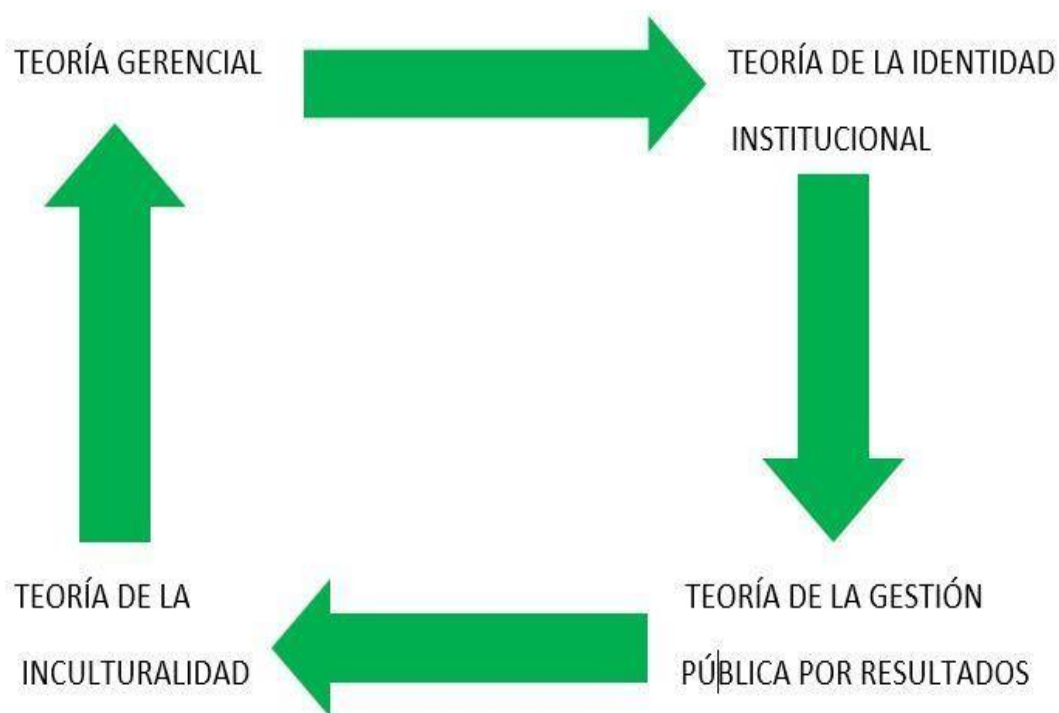 TEORÍA GERENCIAL
TEORÍA DE LA IDENTIDAD
INSTITUCIONAL
TEORÍA DE LA
INCULTURALIDAD
TEORÍA DE LA GESTIÓN
PÚBLICA POR RESULTADOS